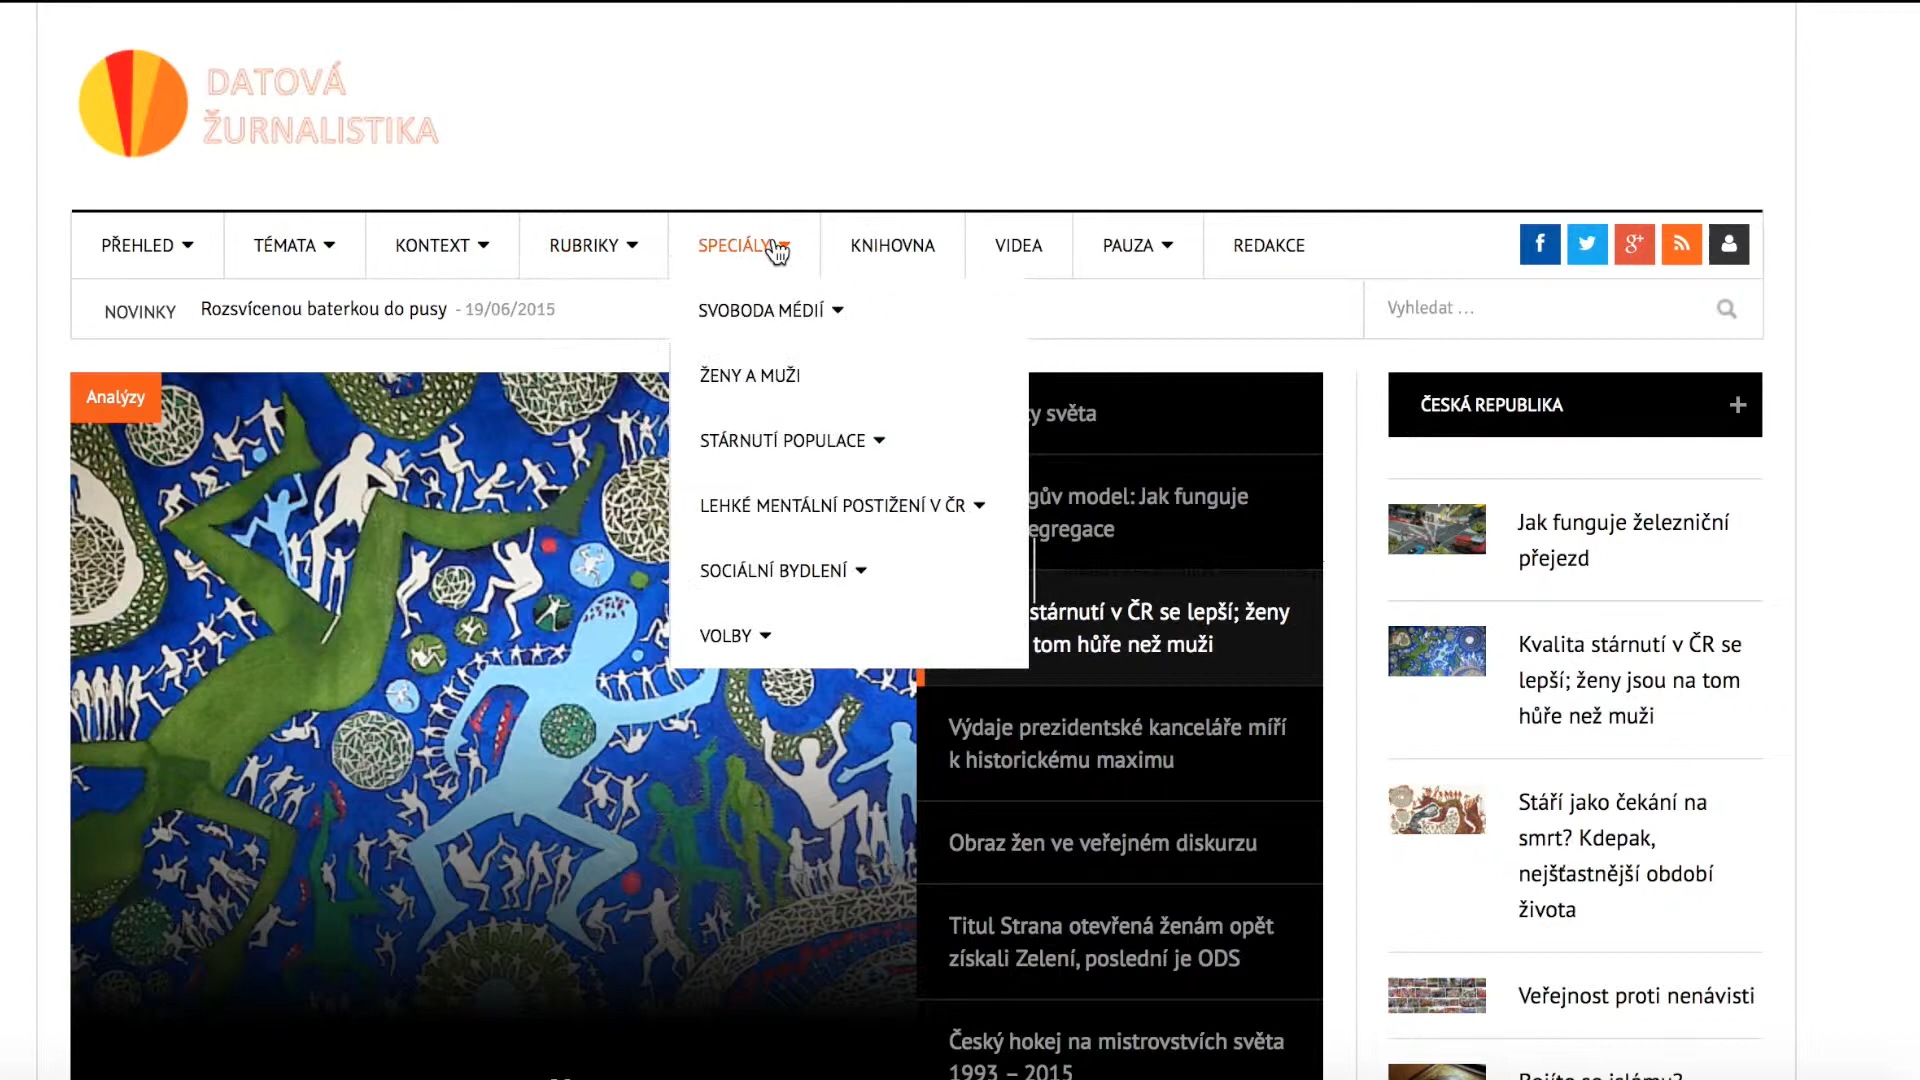 DATOVÁ
ŽURNALISTIKA
PŘEHLED
TÉMATA
KONTEXT
RUBRIKY
SPECIÁLY
KNIHOVNA
VIDEA
PAUZA
REDAKCE
NOVINKY
Rozsvícenou baterkou do pusy - 19/06/2015
Vyhledat ...
SVOBODA MÉDIÍ
ŽENY A MUŽI
STÁRNUTÍ POPULACE
LEHKÉ MENTÁLNÍ POSTIŽENÍ V ČR
SOCIÁLNÍ BYDLENÍ
VOLBY
Analýzy
světa
model: Jak funguje
stárnutí v ČR se lepší; ženy
tom hůře než muži
Výdaje prezidentské kanceláře míří
k historickému maximu
Obraz žen ve veřejném diskurzu
Titul Strana otevřená ženám opět
získali Zelení, poslední je ODS
Český hokej na mistrovstvích světa
1993 – 2015
ČESKÁ REPUBLIKA
Jak funguje železniční
přejezd
Kvalita stárnutí v ČR se
lepší; ženy jsou na tom
hůře než muži
Stáří jako čekání na
smrt? Kdepak,
nejšťastnější období
života
Veřejnost proti nenávisti